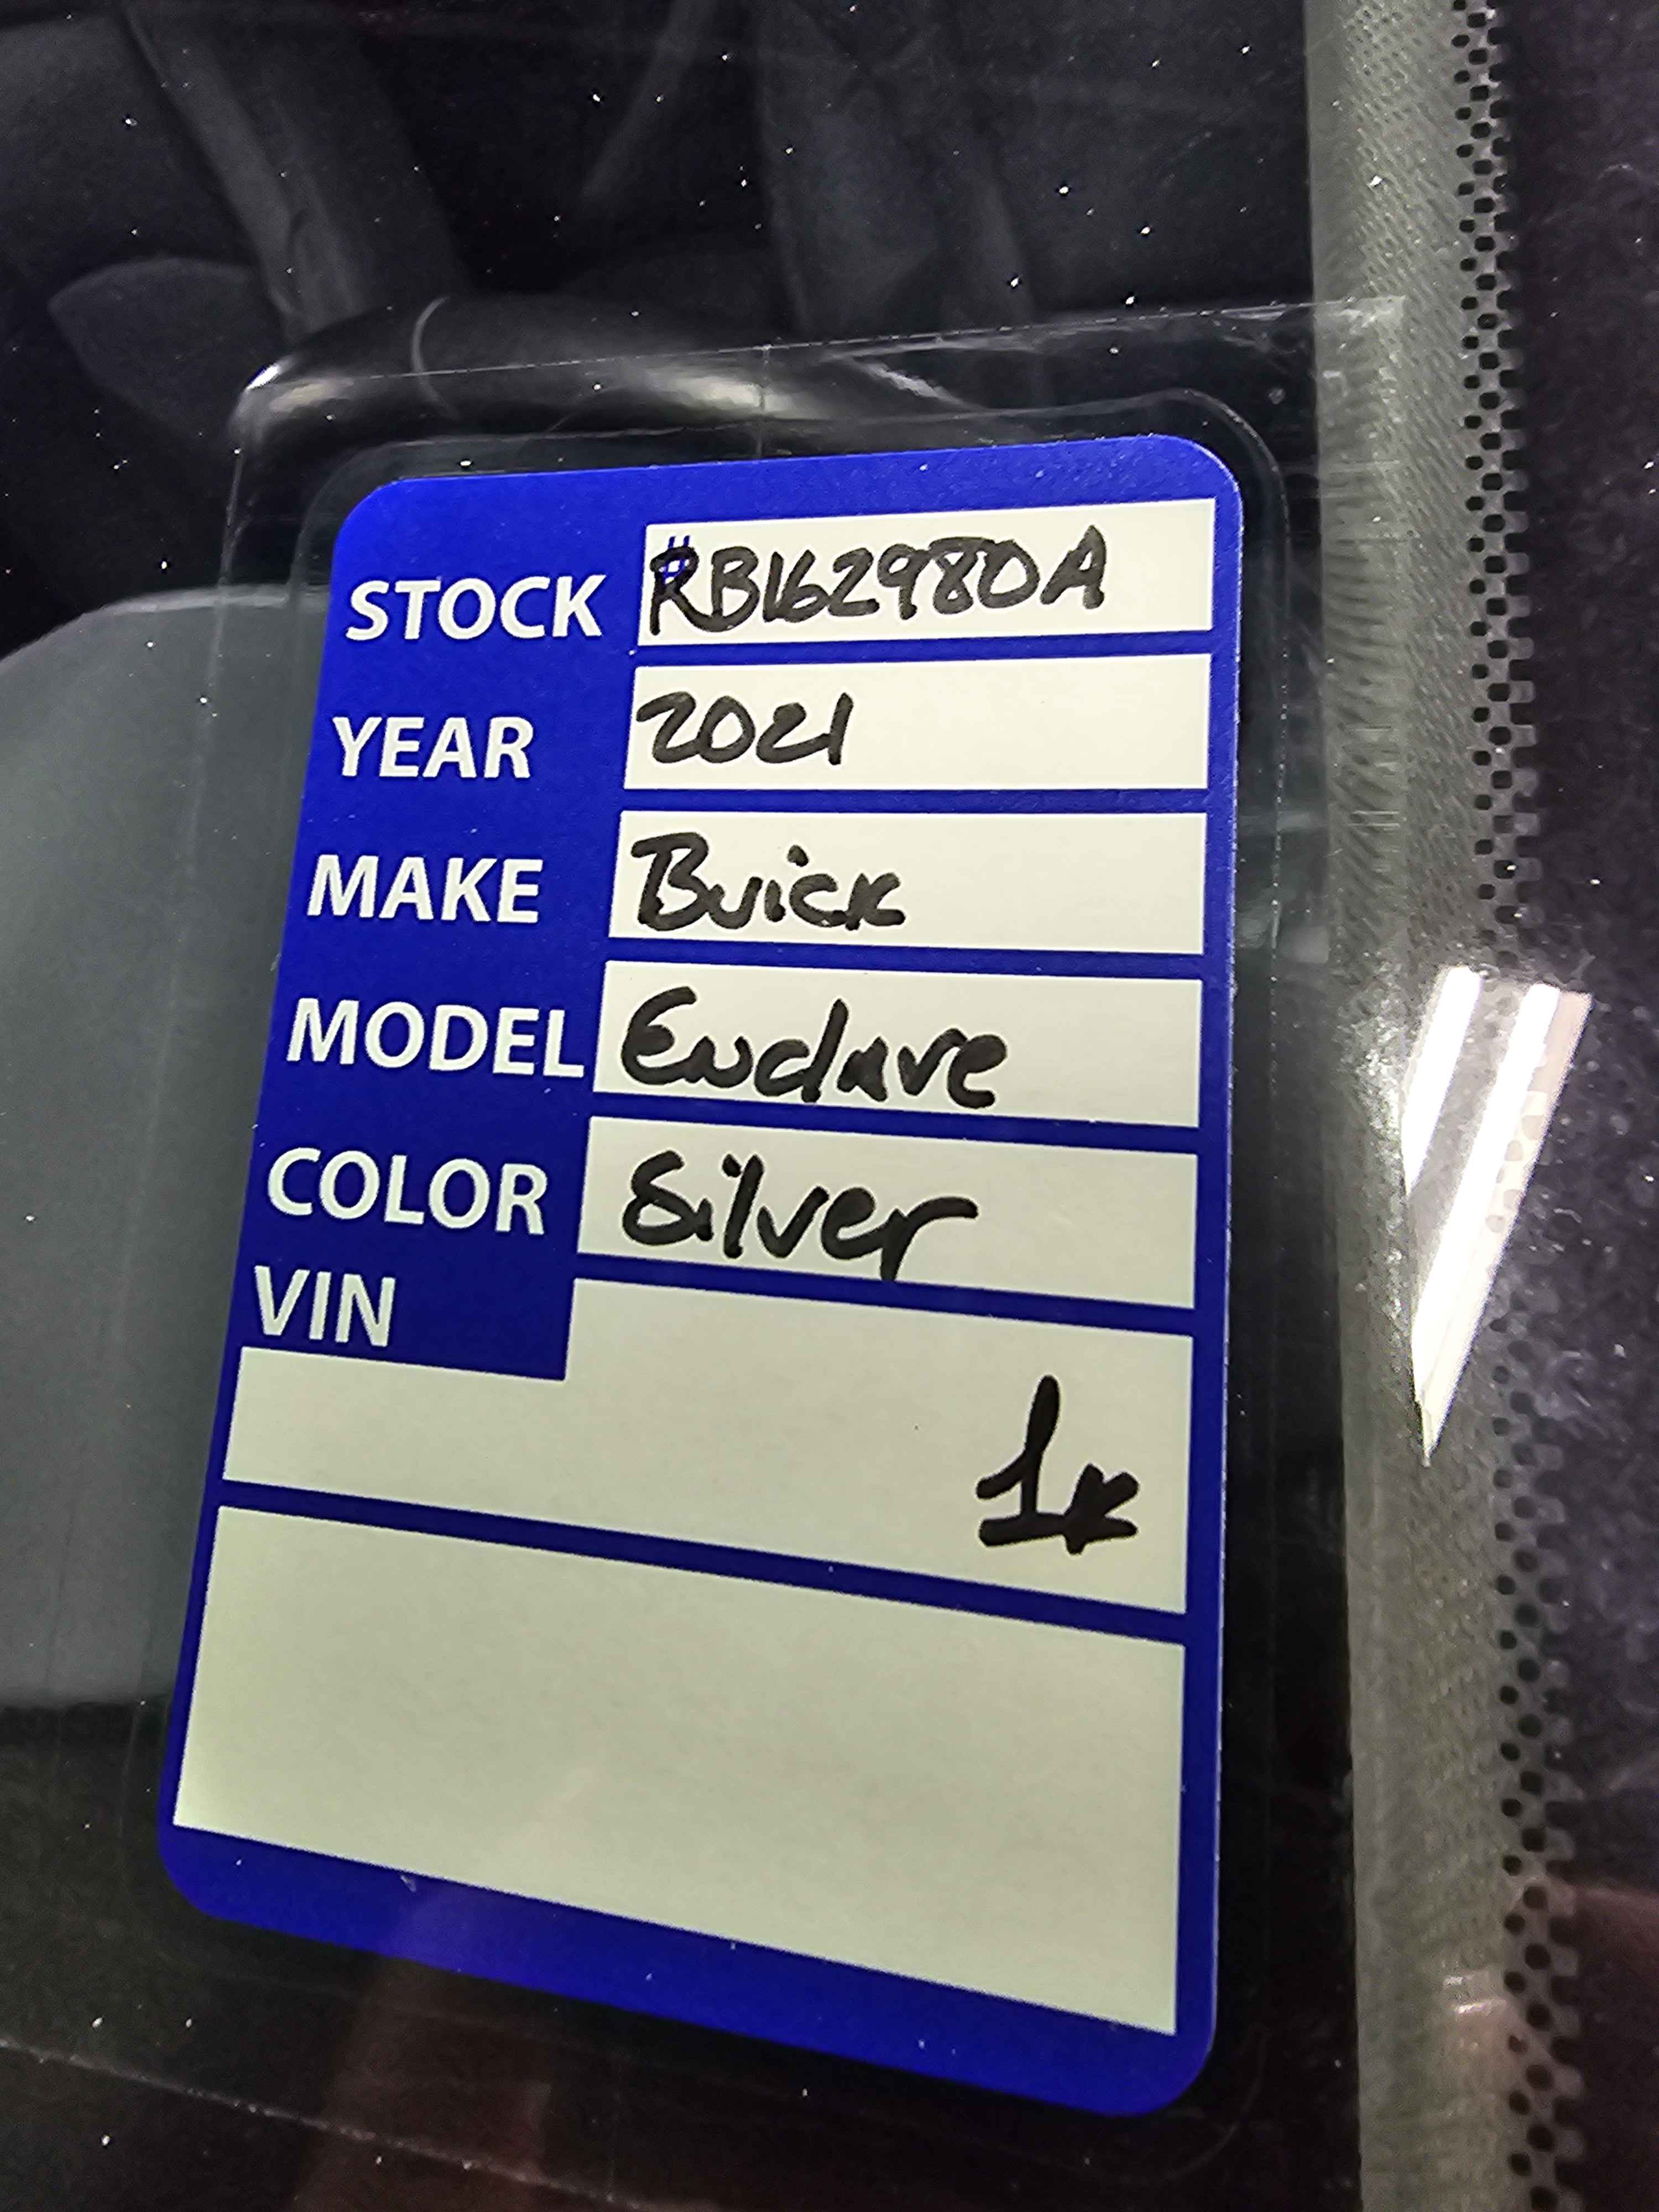 STOCK #RB162980A
YEAR 2021
MAKE Buick
MODEL Enclave
COLOR Silver
VIN
1k